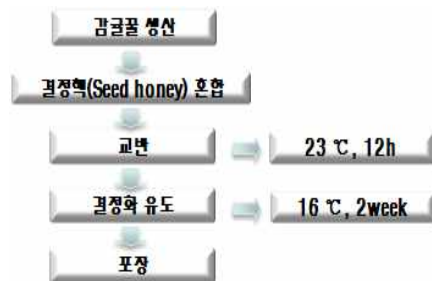 감귤꿀 생산
결정핵(Seed honey) 혼합
교반
23 ℃, 12h
결정화 유도
16 ℃, 2week
포장